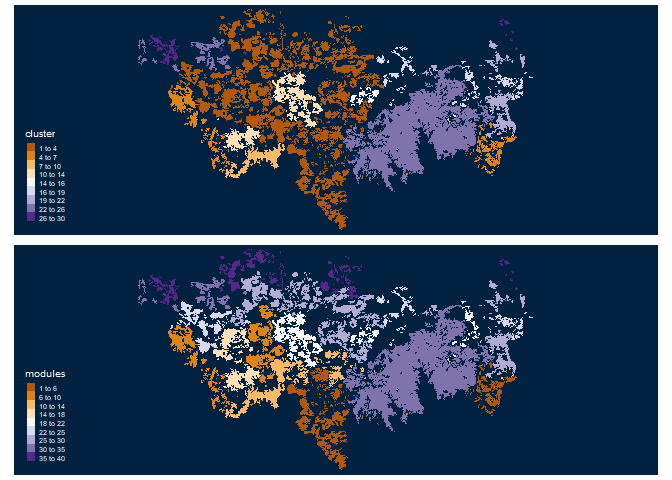 cluster
1 to 4
4 to 7
7 to 10
10 to 14
14 to 16
16 to 19
19 to 22
22 to 26
26 to 30
modules
1 to 6
6 to 10
10 to 14
14 to 18
18 to 22
22 to 25
25 to 30
30 to 35
35 to 40